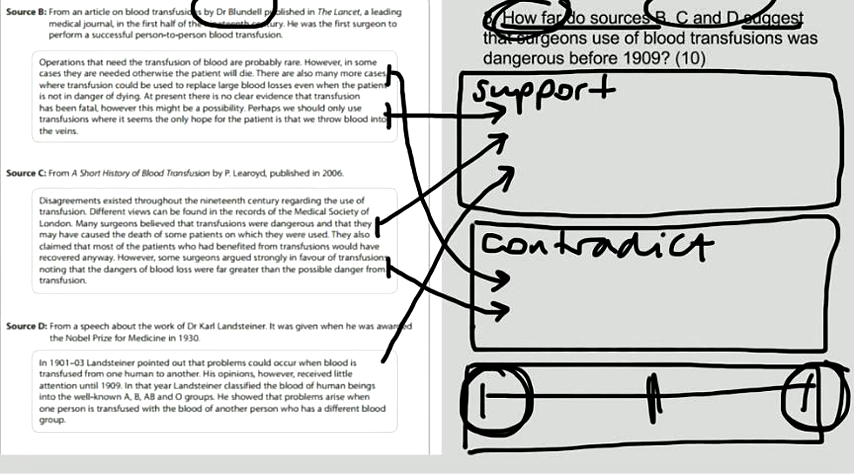 Source B: From an article on blood transfusions by Dr Blundell published in The Lancet, a leading
medical journal, in the first half of the nineteenth century. He was the first surgeon to
perform a successful person-to-person blood transfusion.
Operations that need the transfusion of blood are probably rare. However, in some
cases they are needed otherwise the patient will die. There are also many more cases
where transfusion could be used to replace large blood losses even when the patient
is not in danger of dying. At present there is no clear evidence that transfusion
has been fatal, however this might be a possibility. Perhaps we should only use
transfusions where it seems the only hope for the patient is that we throw blood into
the veins.
Source C: From A Short History of Blood Transfusion by P. Learoyd, published in 2006.
Disagreements existed throughout the nineteenth century regarding the use of
transfusion. Different views can be found in the records of the Medical Society of
London. Many surgeons believed that transfusions were dangerous and that they
may have caused the death of some patients on which they were used. They also
claimed that most of the patients who had benefited from transfusions would have
recovered anyway. However, some surgeons argued strongly in favour of transfusions
noting that the dangers of blood loss were far greater than the possible danger from
transfusion.
Source D: From a speech about the work of Dr Karl Landsteiner. It was given when he was awarded
the Nobel Prize for Medicine in 1930.
In 1901–03 Landsteiner pointed out that problems could occur when blood is
transfused from one human to another. His opinions, however, received little
attention until 1909. In that year Landsteiner classified the blood of human beings
into the well-known A, B, AB and O groups. He showed that problems arise when
one person is transfused with the blood of another person who has a different blood
group.
How far do sources B, C and D suggest
that surgeons use of blood transfusions was
dangerous before 1909? (10)
support
contradict